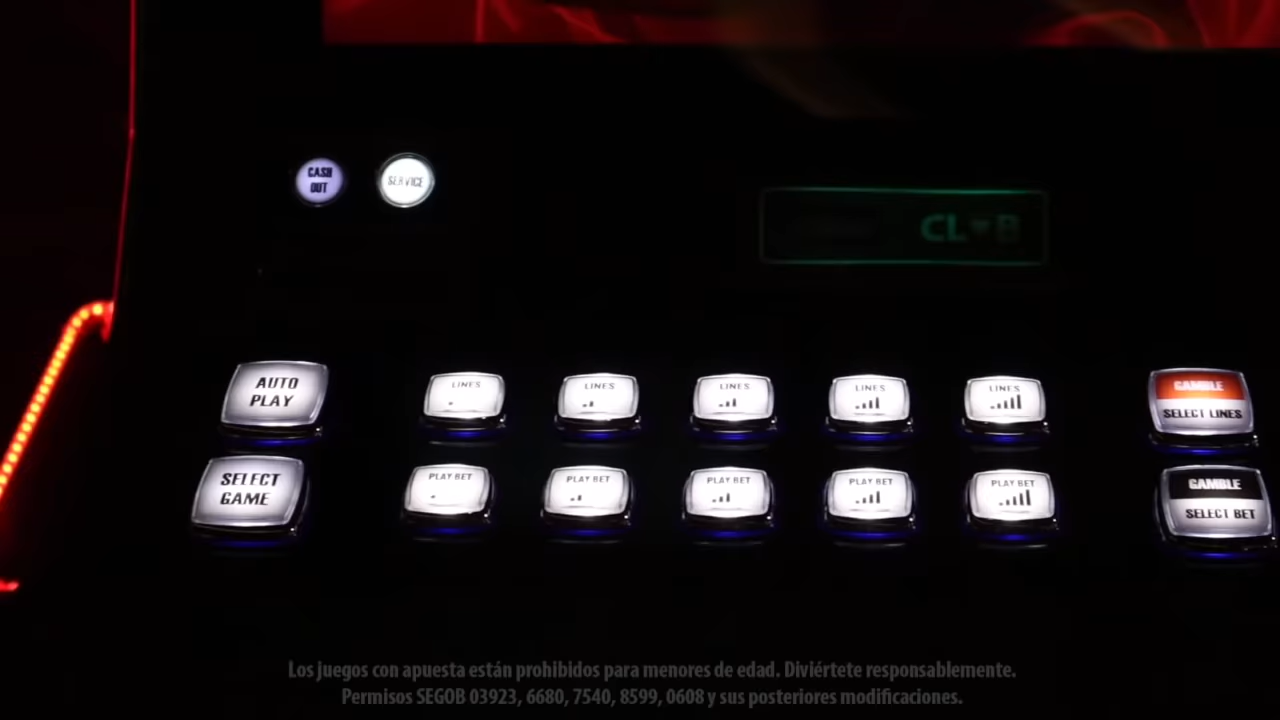 CASH
OUT
SERVICE
CL♥B
AUTO
PLAY
LINES
LINES
LINES
LINES
LINES
GAMBLE
SELECT LINES
SELECT
GAME
PLAY BET
PLAY BET
PLAY BET
PLAY BET
PLAY BET
GAMBLE
SELECT BET
Los juegos con apuesta están prohibidos para menores de edad. Diviértete responsablemente.
Permisos SEGOB 03923, 6680, 7540, 8599, 0608 y sus posteriores modificaciones.